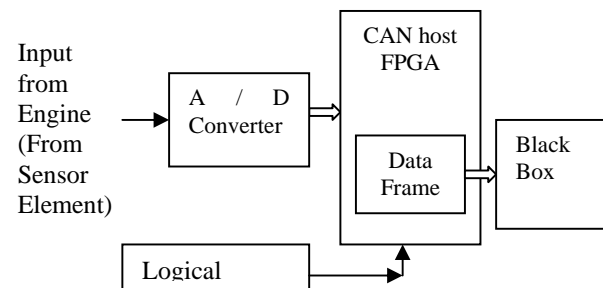 Input
from
Engine
(From
Sensor
Element)
A / D
Converter
CAN host
FPGA
Data
Frame
Black
Box
Logical